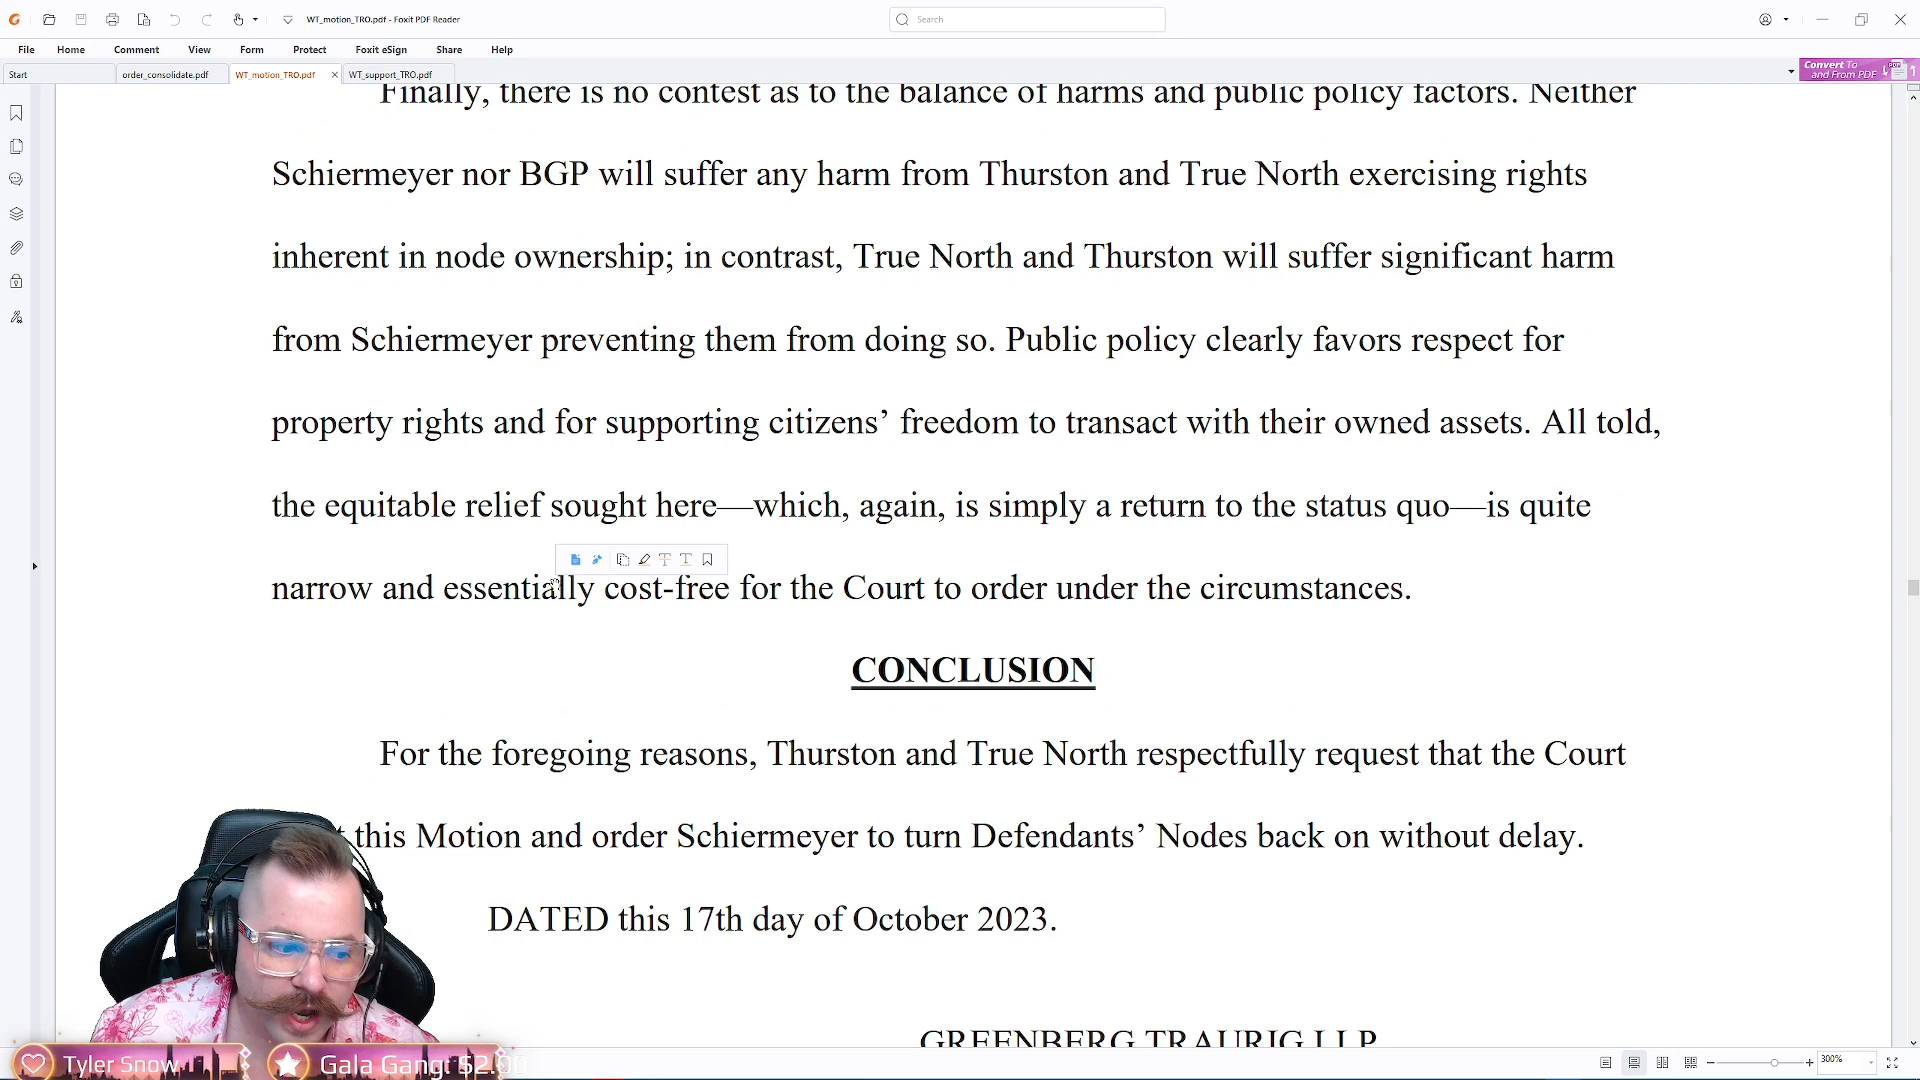 WT_motion_TRO.pdf - Foxit PDF Reader
Search
File Home Comment View Form Protect Foxit eSign Share Help
Start order_consolidate.pdf WT_motion_TRO.pdf WT_support_TRO.pdf
Convert To
and From PDF
Finally, there is no contest as to the balance of harms and public policy factors. Neither
Schiermeyer nor BGP will suffer any harm from Thurston and True North exercising rights
inherent in node ownership; in contrast, True North and Thurston will suffer significant harm
from Schiermeyer preventing them from doing so. Public policy clearly favors respect for
property rights and for supporting citizens’ freedom to transact with their owned assets. All told,
the equitable relief sought here—which, again, is simply a return to the status quo—is quite
narrow and essentially cost-free for the Court to order under the circumstances.
CONCLUSION
For the foregoing reasons, Thurston and True North respectfully request that the Court
this Motion and order Schiermeyer to turn Defendants’ Nodes back on without delay.
DATED this 17th day of October 2023.
GREENBERG TRAURIG LLP
Tyler Snow Gala Gang: $2.00
300%